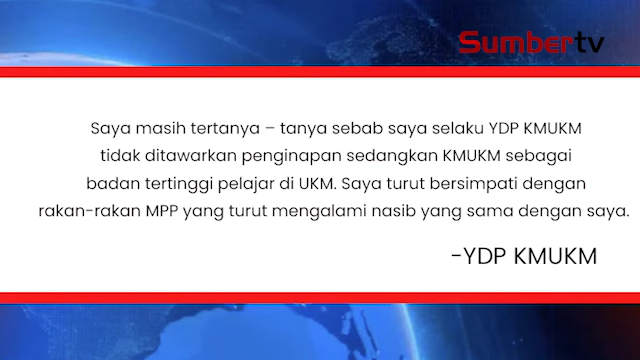 Sumbertv
Saya masih tertanya – tanya sebab saya selaku YDP KMUKM
tidak ditawarkan penginapan sedangkan KMUKM sebagai
badan tertinggi pelajar di UKM. Saya turut bersimpati dengan
rakan-rakan MPP yang turut mengalami nasib yang sama dengan saya.
-YDP KMUKM